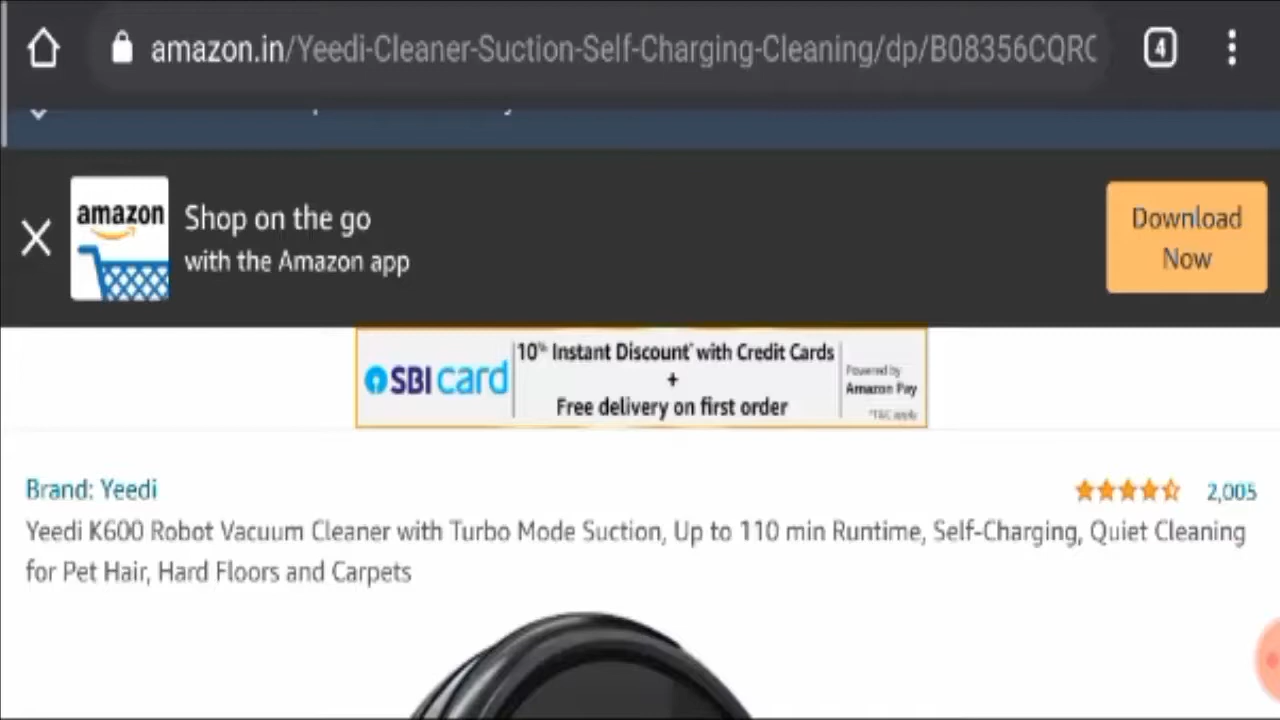 amazon.in/Yeedi-Cleaner-Suction-Self-Charging-Cleaning/dp/B08356CQRC
4
amazon
Shop on the go
with the Amazon app
Download
Now
SBI card
10% Instant Discount* with Credit Cards
+
Free delivery on first order
Powered by
Amazon Pay
*T&C apply
Brand: Yeedi
2,005
Yeedi K600 Robot Vacuum Cleaner with Turbo Mode Suction, Up to 110 min Runtime, Self-Charging, Quiet Cleaning
for Pet Hair, Hard Floors and Carpets